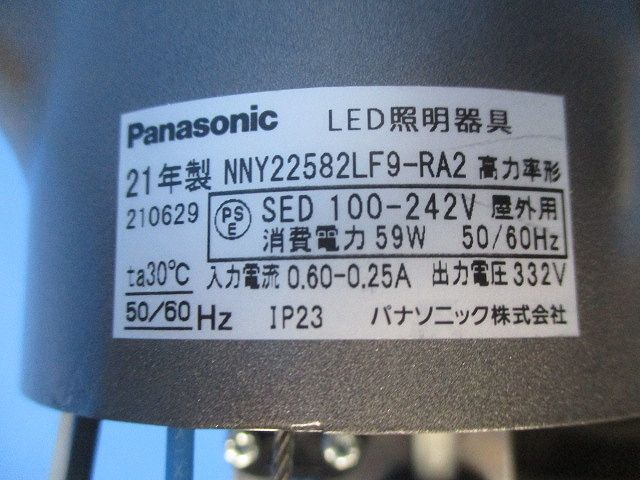 Panasonic LED照明器具
21年製 NNY22582LF9-RA2 高力率形
210629 PSE SED 100-242V 屋外用
消費電力 59W 50/60Hz
ta30℃ 入力電流 0.60-0.25A 出力電圧 332V
50/60 Hz IP23 パナソニック株式会社